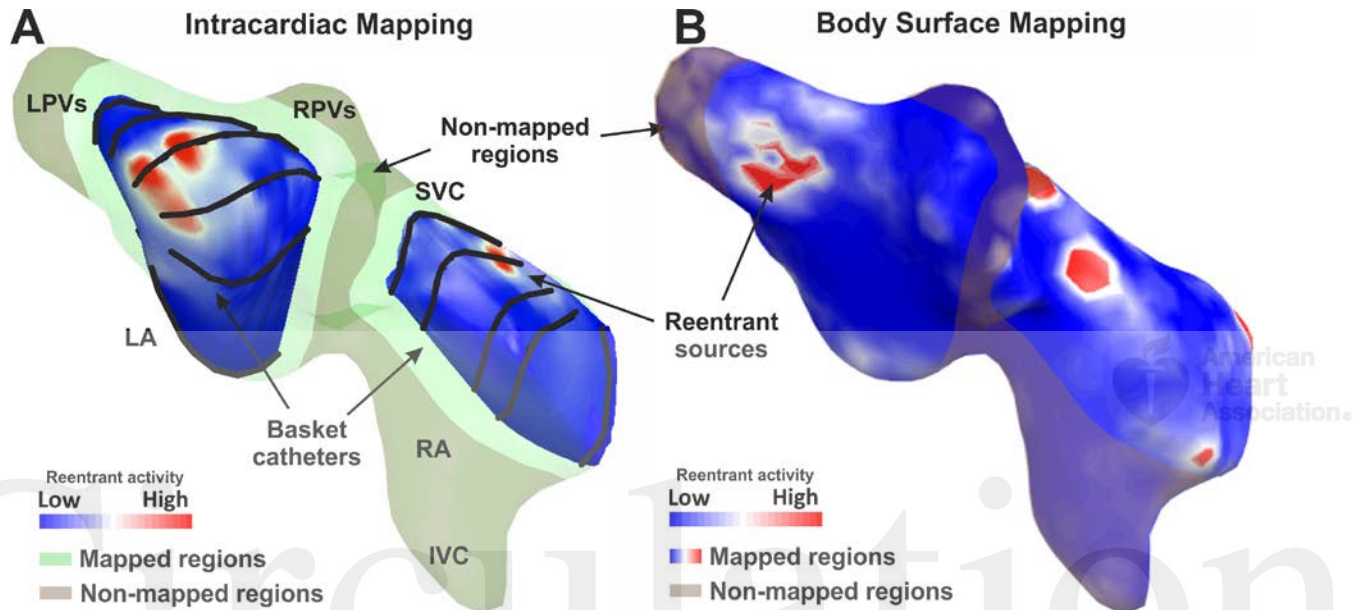 A
Intracardiac Mapping
B
Body Surface Mapping
LPVs
RPVs
Non-mapped
regions
SVC
Reentrant
sources
LA
Basket
catheters
RA
IVC
American
Heart
Association®
Reentrant activity
Low High
Mapped regions
Non-mapped regions
Reentrant activity
Low High
Mapped regions
Non-mapped regions
Circulation